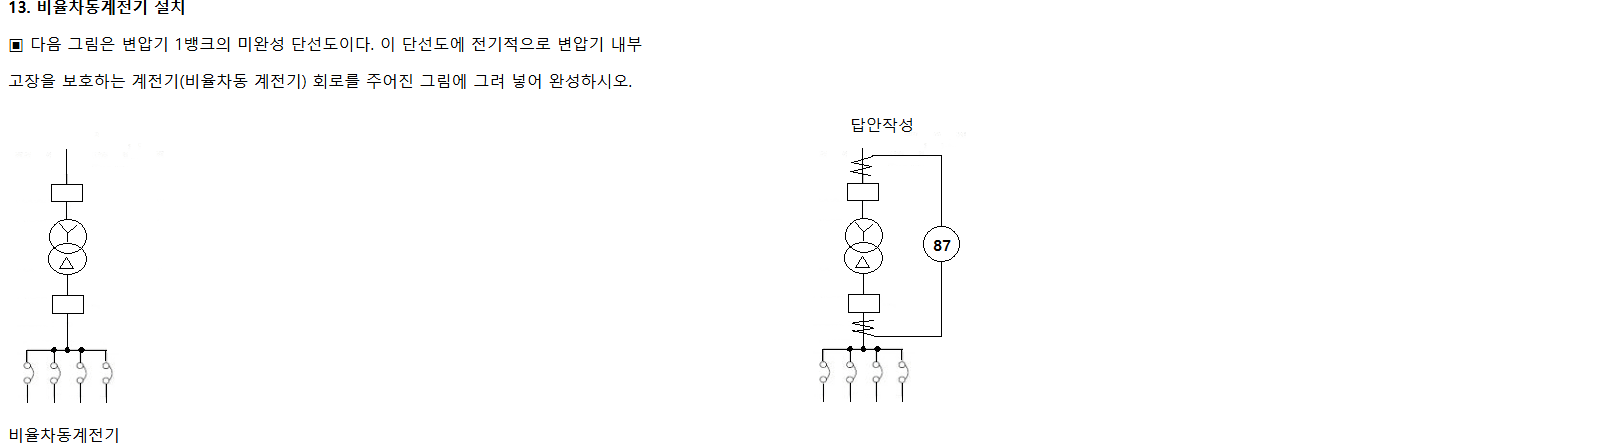 13. 비율차동계전기 설치
▣ 다음 그림은 변압기 1뱅크의 미완성 단선도이다. 이 단선도에 전기적으로 변압기 내부
고장을 보호하는 계전기(비율차동 계전기) 회로를 주어진 그림에 그려 넣어 완성하시오.
답안작성
87
비율차동계전기